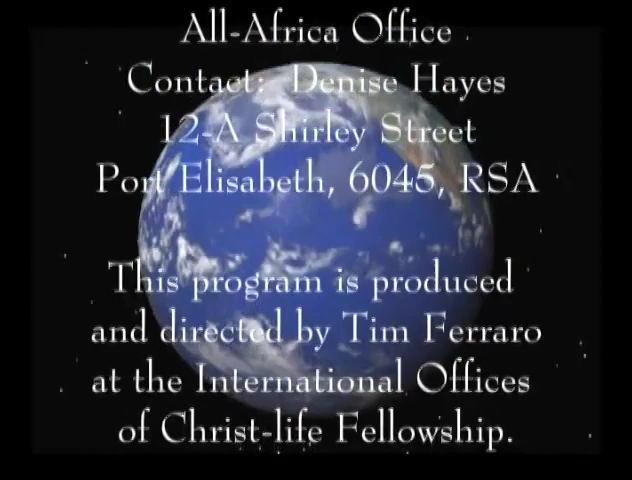 All-Africa Office
Contact: Denise Hayes
12-A Shirley Street
Port Elisabeth, 6045, RSA
This program is produced
and directed by Tim Ferraro
at the International Offices
of Christ-life Fellowship.